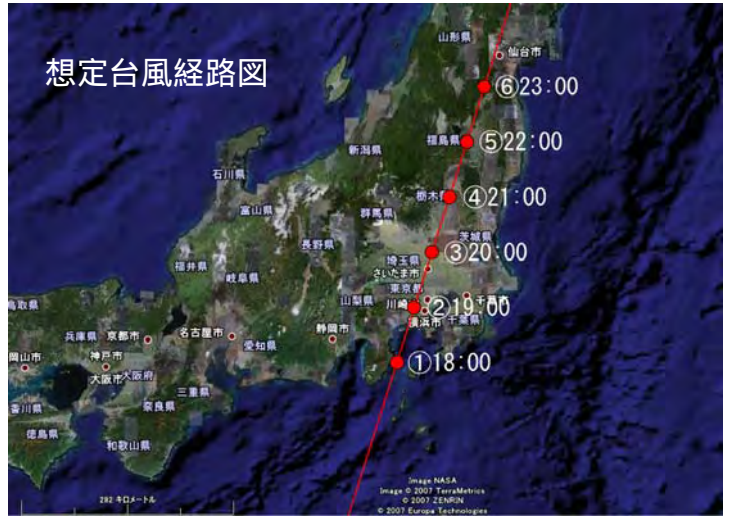 想定台風経路図
山形県
仙台市
⑥23:00
福島県
⑤22:00
新潟県
石川県
栃木県
④21:00
富山県
群馬県
長野県
茨城県
③20:00
埼玉県
さいたま市
福井県
岐阜県
東京都
山梨県
川崎
②19:00
千葉市
鳥取県
横浜市
千葉県
兵庫県
京都市
名古屋市
静岡市
愛知県
岡山市
神戸市
大阪市
大阪府
①18:00
三重県
香川県
奈良県
徳島県
和歌山県
282 キロメートル
Image NASA
Image © 2007 TerraMetrics
© 2007 ZENRIN
© 2007 Europa Technologies